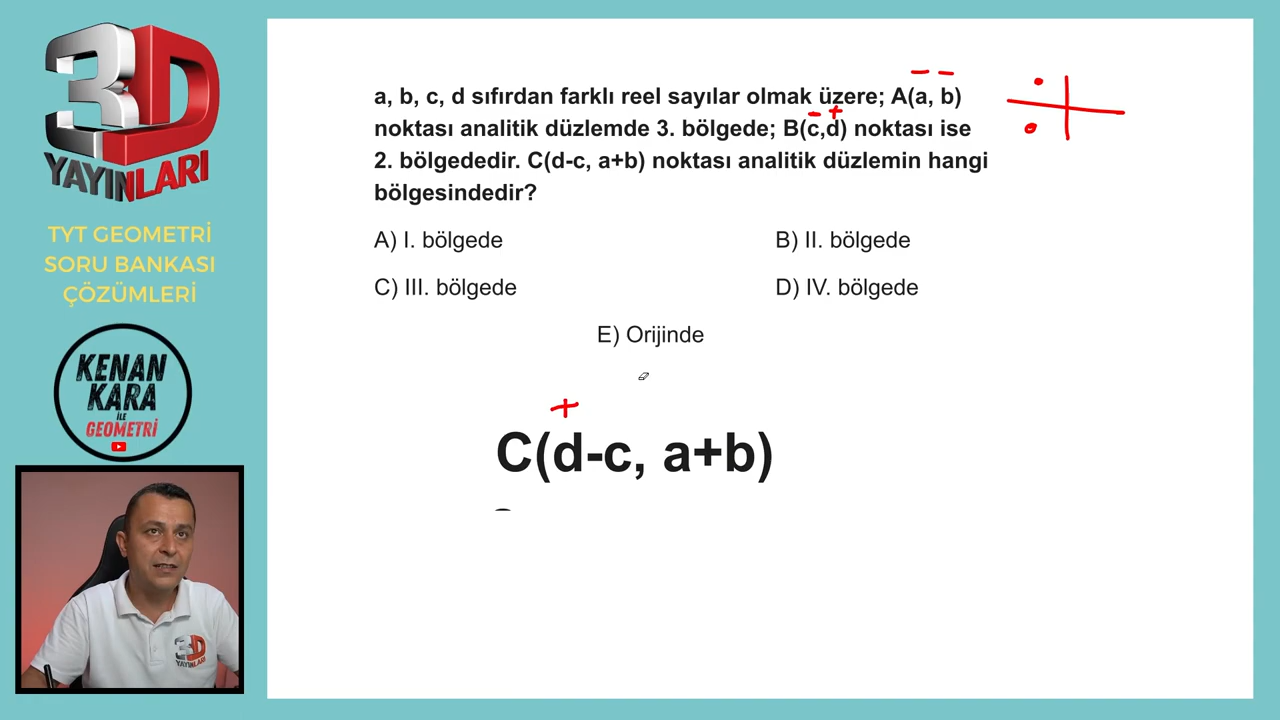 3D
YAYINLARI
TYT GEOMETRİ
SORU BANKASI
ÇÖZÜMLERİ
KENAN
KARA
İLE
GEOMETRİ
3D
YAYINLARI
a, b, c, d sıfırdan farklı reel sayılar olmak üzere; A(a, b)
noktası analitik düzlemde 3. bölgede; B(c,d) noktası ise
2. bölgededir. C(d-c, a+b) noktası analitik düzlemin hangi
bölgesindedir?
A) I. bölgede
B) II. bölgede
C) III. bölgede
D) IV. bölgede
E) Orijinde
+
C(d-c, a+b)